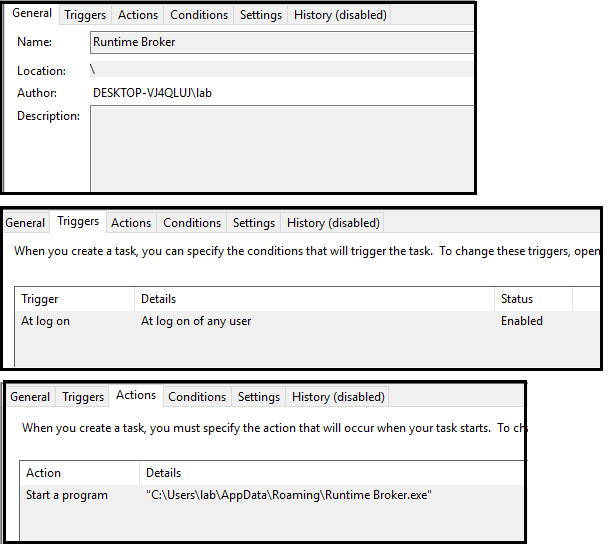 General Triggers Actions Conditions Settings History (disabled)
Name: Runtime Broker
Location: \
Author: DESKTOP-VJ4QLUJ\lab
Description:
General Triggers Actions Conditions Settings History (disabled)
When you create a task, you can specify the conditions that will trigger the task. To change these triggers, open
Trigger Details Status
At log on At log on of any user Enabled
General Triggers Actions Conditions Settings History (disabled)
When you create a task, you must specify the action that will occur when your task starts. To
Action Details
Start a program "C:\Users\lab\AppData\Roaming\Runtime Broker.exe"